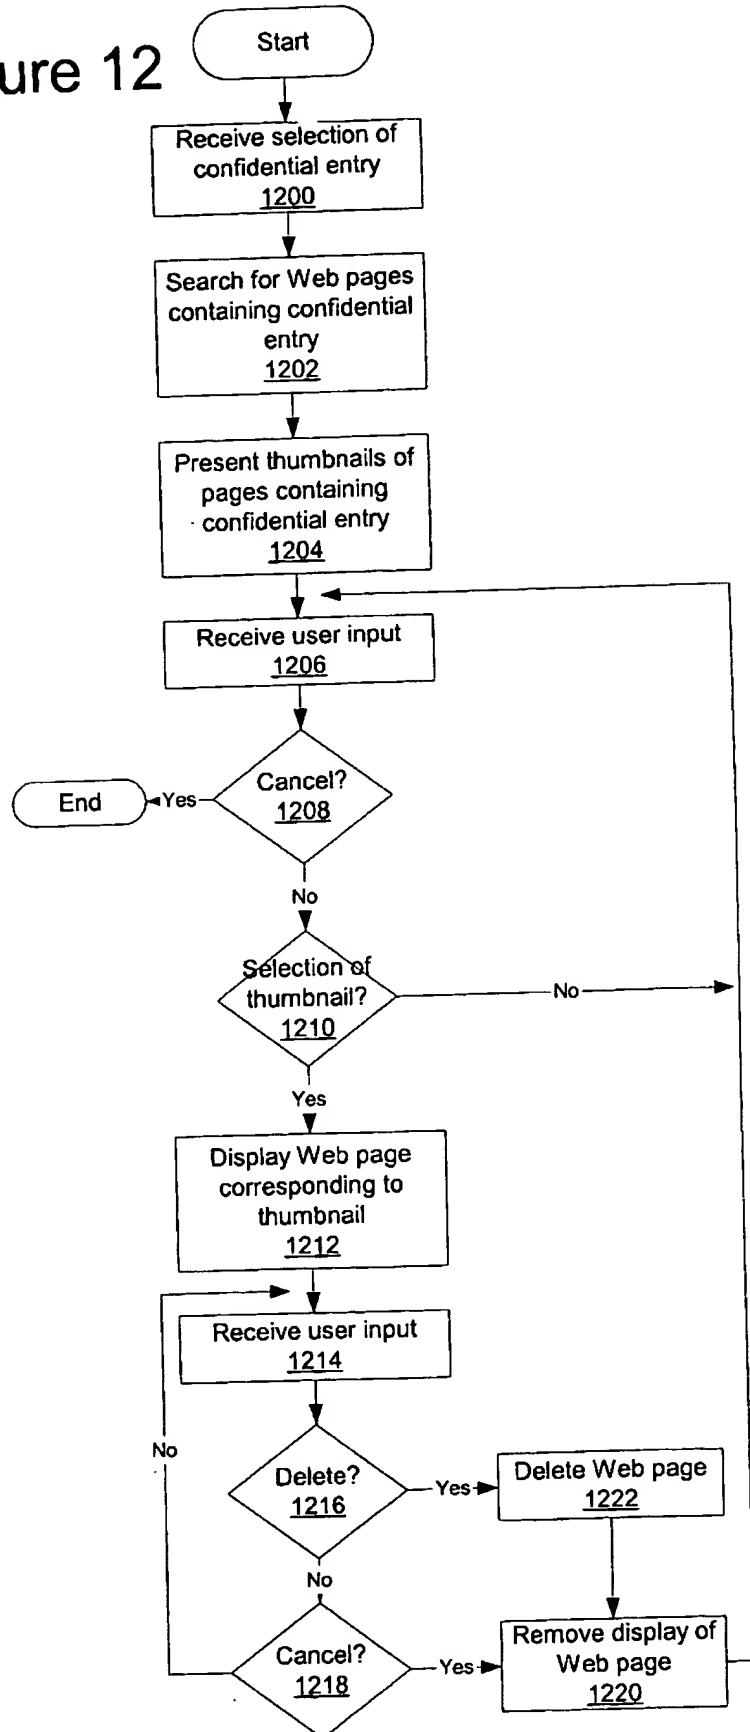 ure 12
Start
Receive selection of
confidential entry
1200
Search for Web pages
containing confidential
entry
1202
Present thumbnails of
pages containing
confidential entry
1204
Receive user input
1206
Cancel?
1208
End
Yes
No
Selection of
thumbnail?
1210
No
Yes
Display Web page
corresponding to
thumbnail
1212
Receive user input
1214
No
Delete?
1216
Yes
Delete Web page
1222
No
Cancel?
1218
Yes
Remove display of
Web page
1220